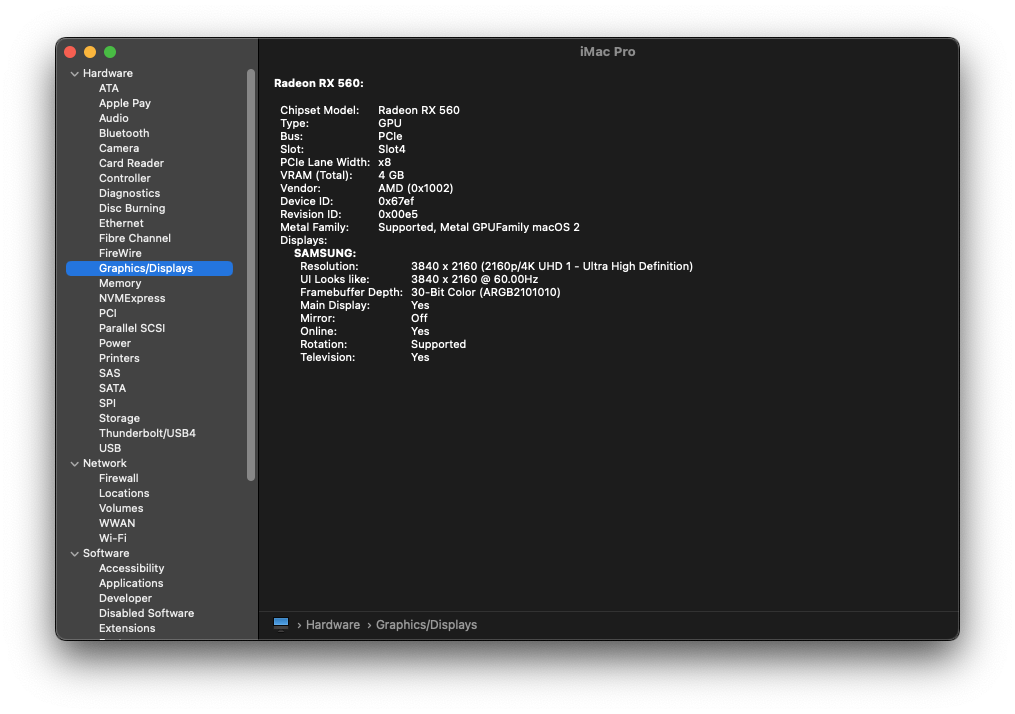 iMac Pro
Hardware
ATA
Apple Pay
Audio
Bluetooth
Camera
Card Reader
Controller
Diagnostics
Disc Burning
Ethernet
Fibre Channel
FireWire
Graphics/Displays
Memory
NVMExpress
PCI
Parallel SCSI
Power
Printers
SAS
SATA
SPI
Storage
Thunderbolt/USB4
USB
Network
Firewall
Locations
Volumes
WWAN
Wi-Fi
Software
Accessibility
Applications
Developer
Disabled Software
Extensions
Radeon RX 560:
Chipset Model: Radeon RX 560
Type: GPU
Bus: PCIe
Slot: Slot4
PCIe Lane Width: x8
VRAM (Total): 4 GB
Vendor: AMD (0x1002)
Device ID: 0x67ef
Revision ID: 0x00e5
Metal Family: Supported, Metal GPUFamily macOS 2
Displays:
SAMSUNG:
Resolution: 3840 x 2160 (2160p/4K UHD 1 - Ultra High Definition)
UI Looks like: 3840 x 2160 @ 60.00Hz
Framebuffer Depth: 30-Bit Color (ARGB2101010)
Main Display: Yes
Mirror: Off
Online: Yes
Rotation: Supported
Television: Yes
› Hardware › Graphics/Displays